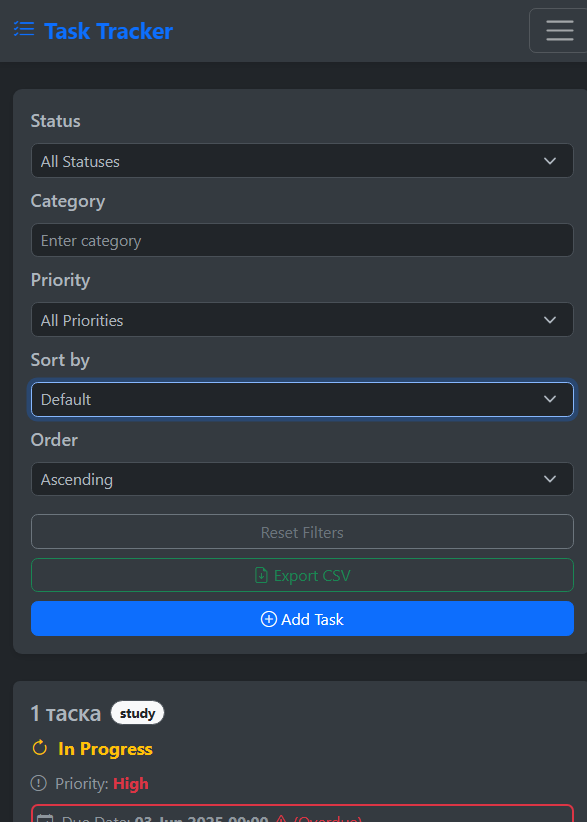 Task Tracker
Status
All Statuses
Category
Enter category
Priority
All Priorities
Sort by
Default
Order
Ascending
Reset Filters
Export CSV
Add Task
1 таска study
In Progress
Priority: High
Due Date: 03 Jun 2025 00:00 (Overdue)